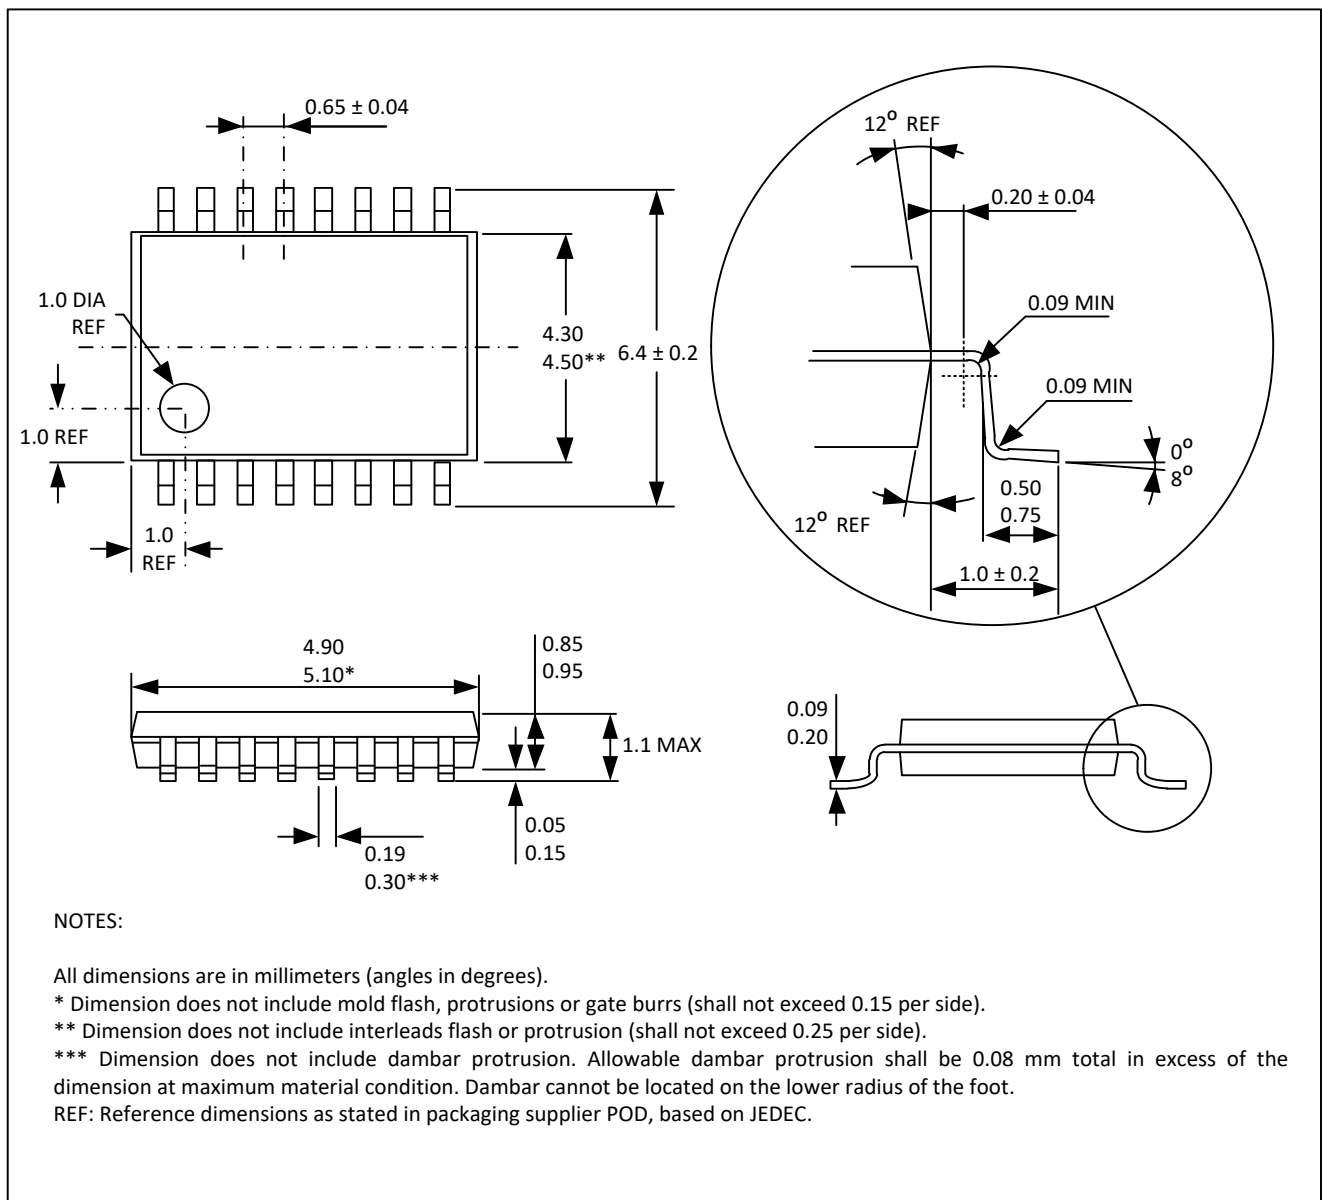 0.65 ± 0.04
1.0 DIA
REF
4.30
4.50**
6.4 ± 0.2
1.0 REF
1.0
REF
12° REF
0.20 ± 0.04
0.09 MIN
0.09 MIN
0°
8°
0.50
0.75
12° REF
1.0 ± 0.2
4.90
5.10*
0.85
0.95
1.1 MAX
0.05
0.15
0.19
0.30***
0.09
0.20
NOTES:
All dimensions are in millimeters (angles in degrees).
* Dimension does not include mold flash, protrusions or gate burrs (shall not exceed 0.15 per side).
** Dimension does not include interleads flash or protrusion (shall not exceed 0.25 per side).
*** Dimension does not include dambar protrusion. Allowable dambar protrusion shall be 0.08 mm total in excess of the
dimension at maximum material condition. Dambar cannot be located on the lower radius of the foot.
REF: Reference dimensions as stated in packaging supplier POD, based on JEDEC.